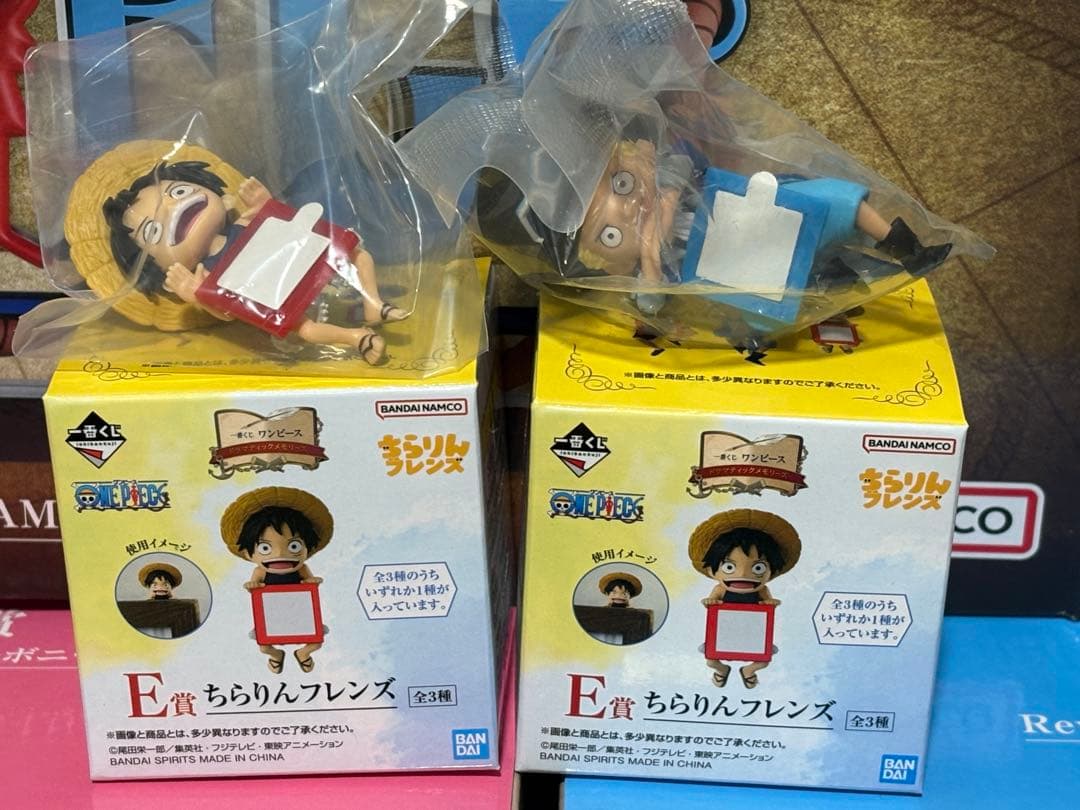 ※画像と商品とは、多少異な
※画像と商品とは、多少異なりますのでご了承ください。
一番くじ
ichibankuji
一番くじ ワンピース
ドラマティックメモリーズ
BANDAI NAMCO
ちらりん
フレンズ
ONE PIECE
使用イメージ
全3種のうち
いずれか1種が
入っています。
E賞 ちらりんフレンズ 全3種
※画像と商品とは、多少異なりますのでご了承ください。
©尾田栄一郎/集英社・フジテレビ・東映アニメーション
BANDAI SPIRITS MADE IN CHINA
BAN
DAI
一番くじ
ichibankuji
一番くじ ワンピース
ドラマティックメモリーズ
BANDAI NAMCO
ちらりん
フレンズ
ONE PIECE
使用イメージ
全3種のうち
いずれか1種が
入っています。
E賞 ちらりんフレンズ 全3種
※画像と商品とは、多少異なりますのでご了承ください。
©尾田栄一郎/集英社・フジテレビ・東映アニメーション
BANDAI SPIRITS MADE IN CHINA
BAN
DAI
AM
CO
賞
ボニー
Re